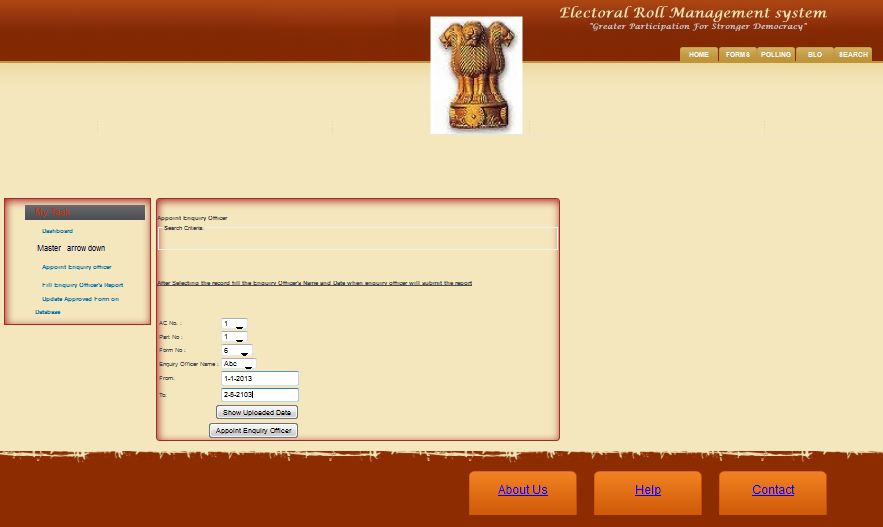 Electoral Roll Management system
"Greater Participation For Stronger Democracy"
HOME FORMS POLLING BLO SEARCH
My Task
Dashboard
Master arrow down
Appoint Enquiry officer
Fill Enquiry Officer's Report
Update Approved Form on
Database
Appoint Enquiry Officer
Search Criteria.
After Selecting the record fill the Enquiry Officer's Name and Date when enquiry officer will submit the report
AC No. : 1
Part No : 1
Form No : 6
Enquiry Officer Name : Abc
From: 1-1-2013
To: 2-5-2103
Show Uploaded Data
Appoint Enquiry Officer
About Us Help Contact